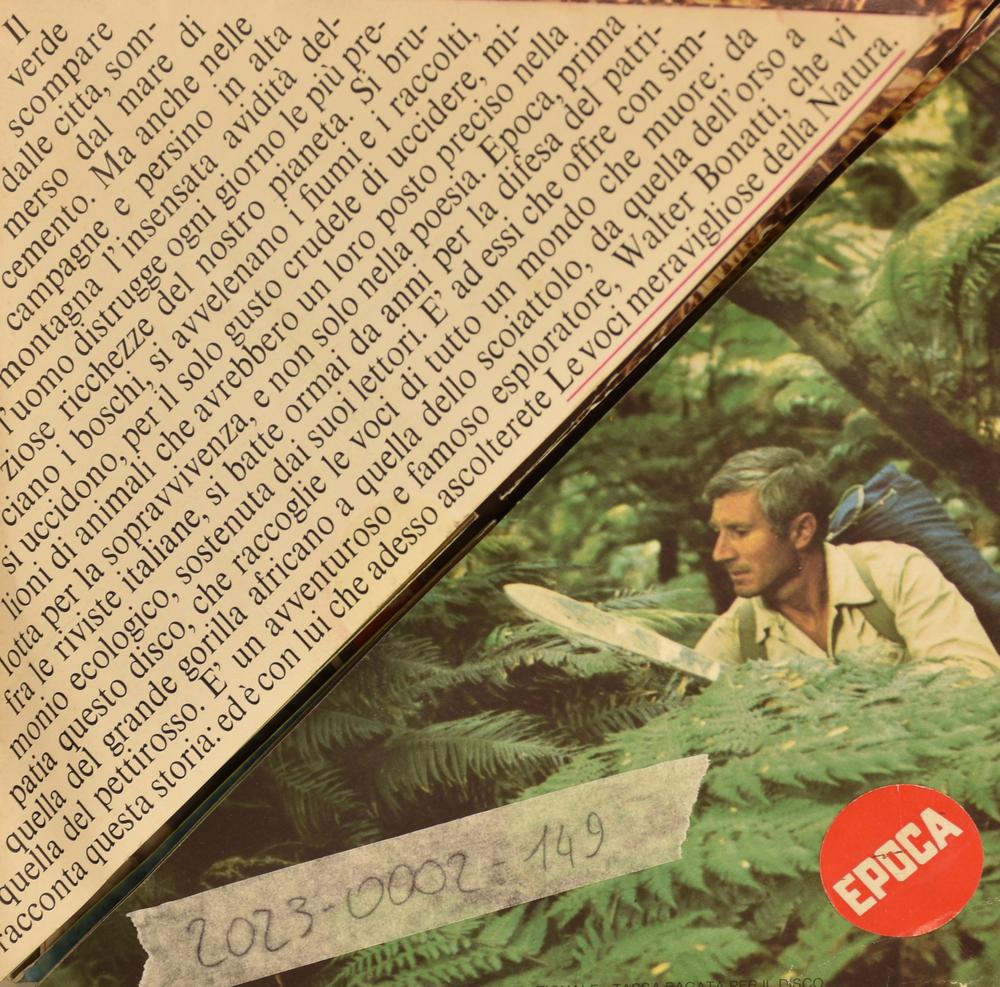 Il
verde
scompare
dalle città, som-
merso dal mare di
cemento. Ma anche nelle
campagne e persino in alta
montagna l'insensata avidità del-
l'uomo distrugge ogni giorno le più pre-
ziose ricchezze del nostro pianeta. Si bru-
ciano i boschi, si avvelenano i fiumi e i raccolti,
si uccidono, per il solo gusto crudele di uccidere, mi-
lioni di animali che avrebbero un loro posto preciso nella
lotta per la sopravvivenza, e non solo nella poesia. Epoca, prima
fra le riviste italiane, si batte ormai da anni per la difesa del patri-
monio ecologico, sostenuta dai suoi lettori. E' ad essi che offre con sim-
patia questo disco, che raccoglie le voci di tutto un mondo che muore: da
quella del grande gorilla africano a quella dello scoiattolo, da quella dell'orso a
quella del pettirosso. E' un avventuroso e famoso esploratore, Walter Bonatti, che vi
racconta questa storia: ed è con lui che adesso ascolterete Le voci meravigliose della Natura.
EPOCA
2023-0002-149
TASSA PAGATA PER IL DISCO